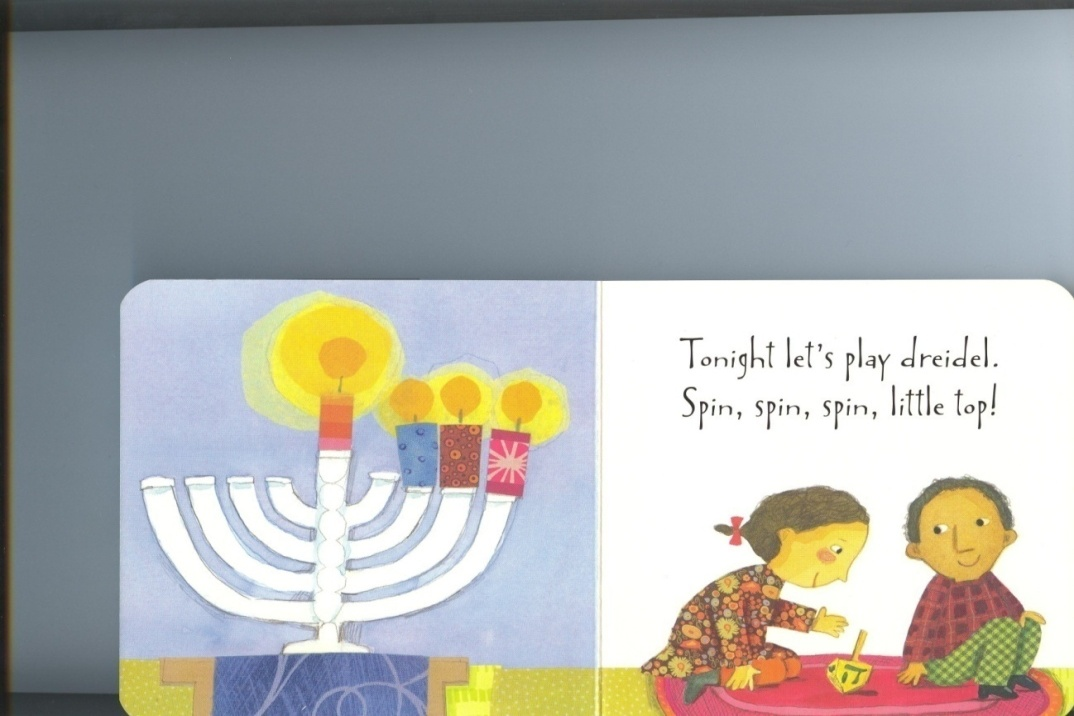 Tonight let's play dreidel.
Spin, spin, spin, little top!